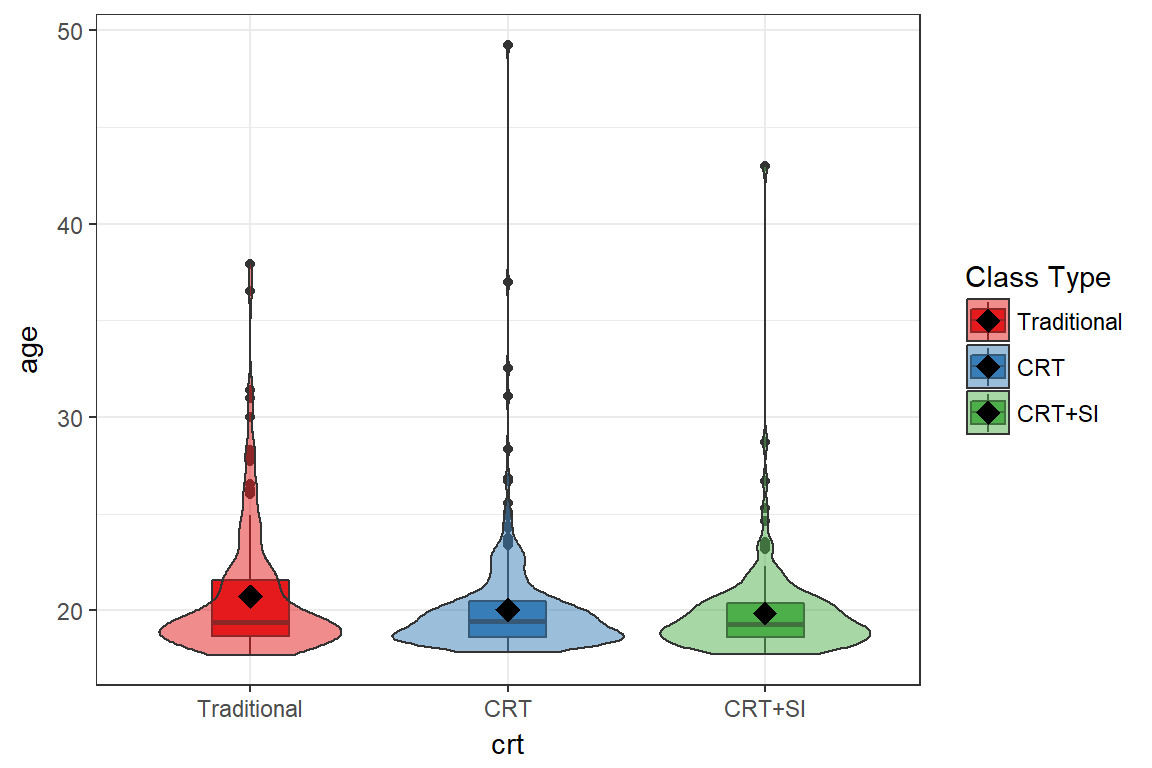 50
40
30
20
age
Traditional CRT CRT+SI
crt
Class Type
Traditional
CRT
CRT+SI